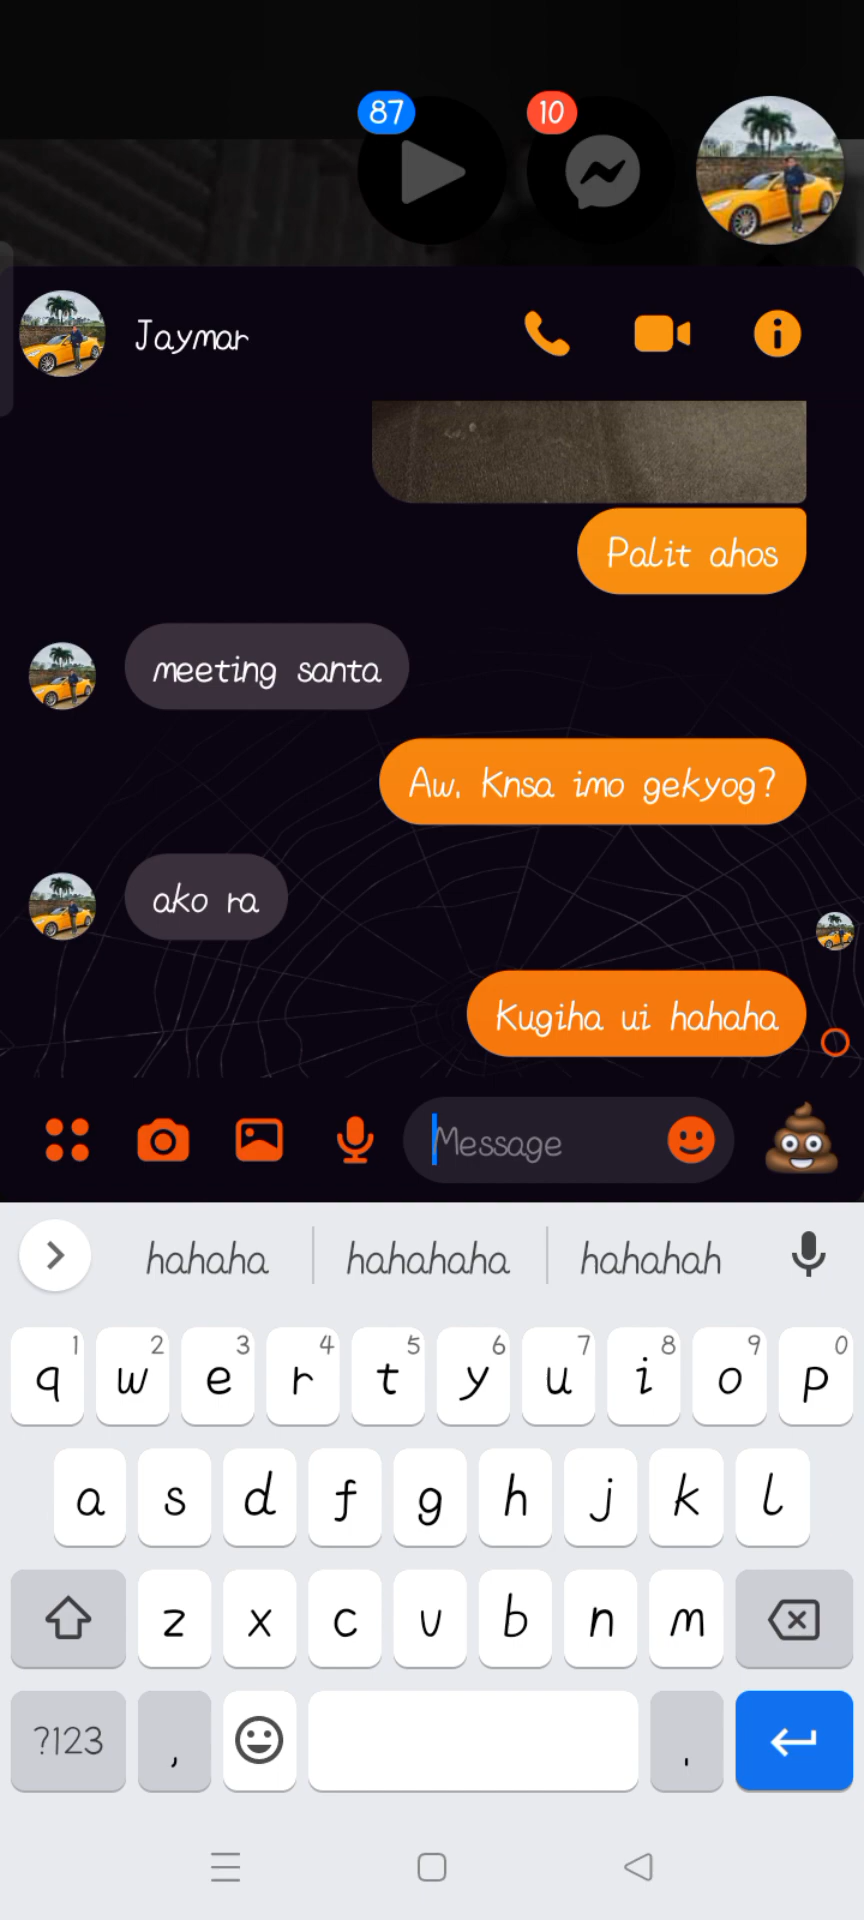 87
10
Jaymar
Palit ahos
meeting santa
Aw. Knsa imo gekyog?
ako ra
Kugiha ui hahaha
Message
hahaha hahahaha hahahah
1 2 3 4 5 6 7 8 9 0
q w e r t y u i o p
a s d f g h j k l
z x c v b n m
?123 , .